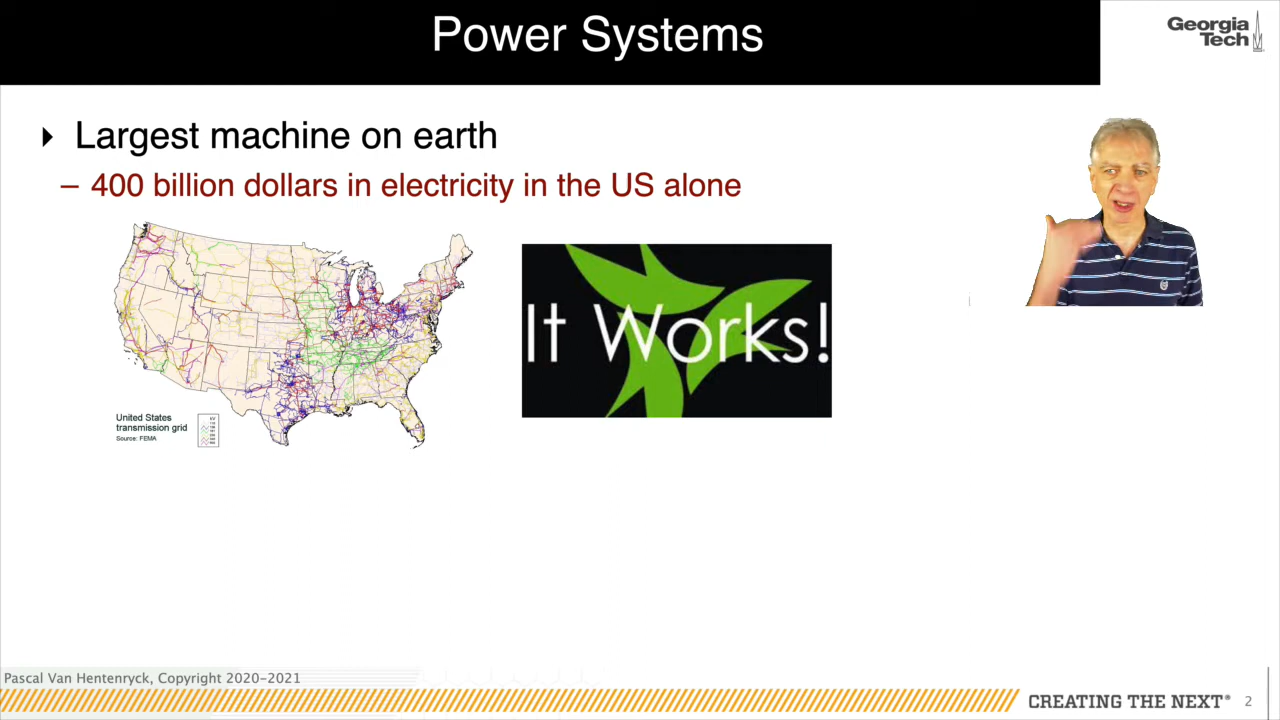 Power Systems
Georgia
Tech
Largest machine on earth
– 400 billion dollars in electricity in the US alone
It Works!
United States
transmission grid
Source: FEMA
kV
Pascal Van Hentenryck, Copyright 2020-2021
CREATING THE NEXT®
2